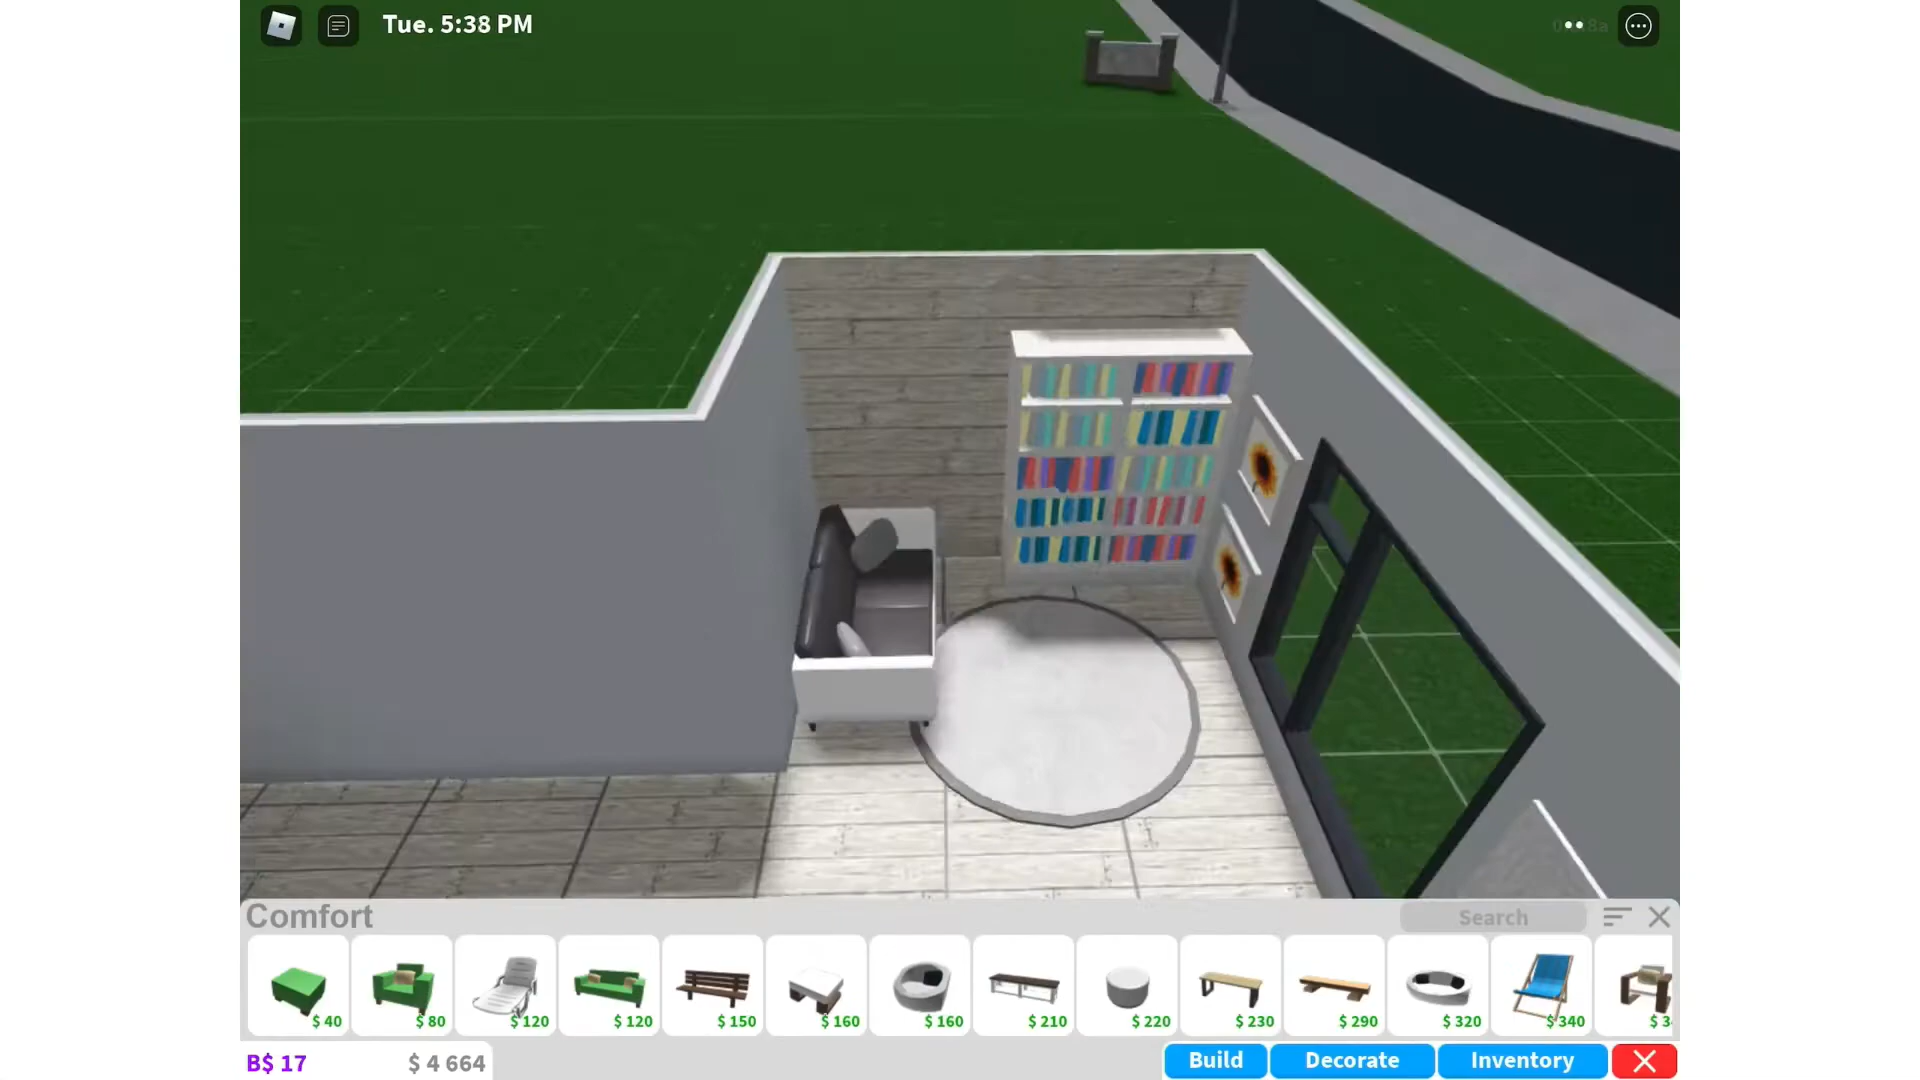 Tue. 5:38 PM
Comfort
Search
$ 40
$ 80
$ 120
$ 120
$ 150
$ 160
$ 160
$ 210
$ 220
$ 230
$ 290
$ 320
$ 340
B$ 17
$ 4 664
Build
Decorate
Inventory